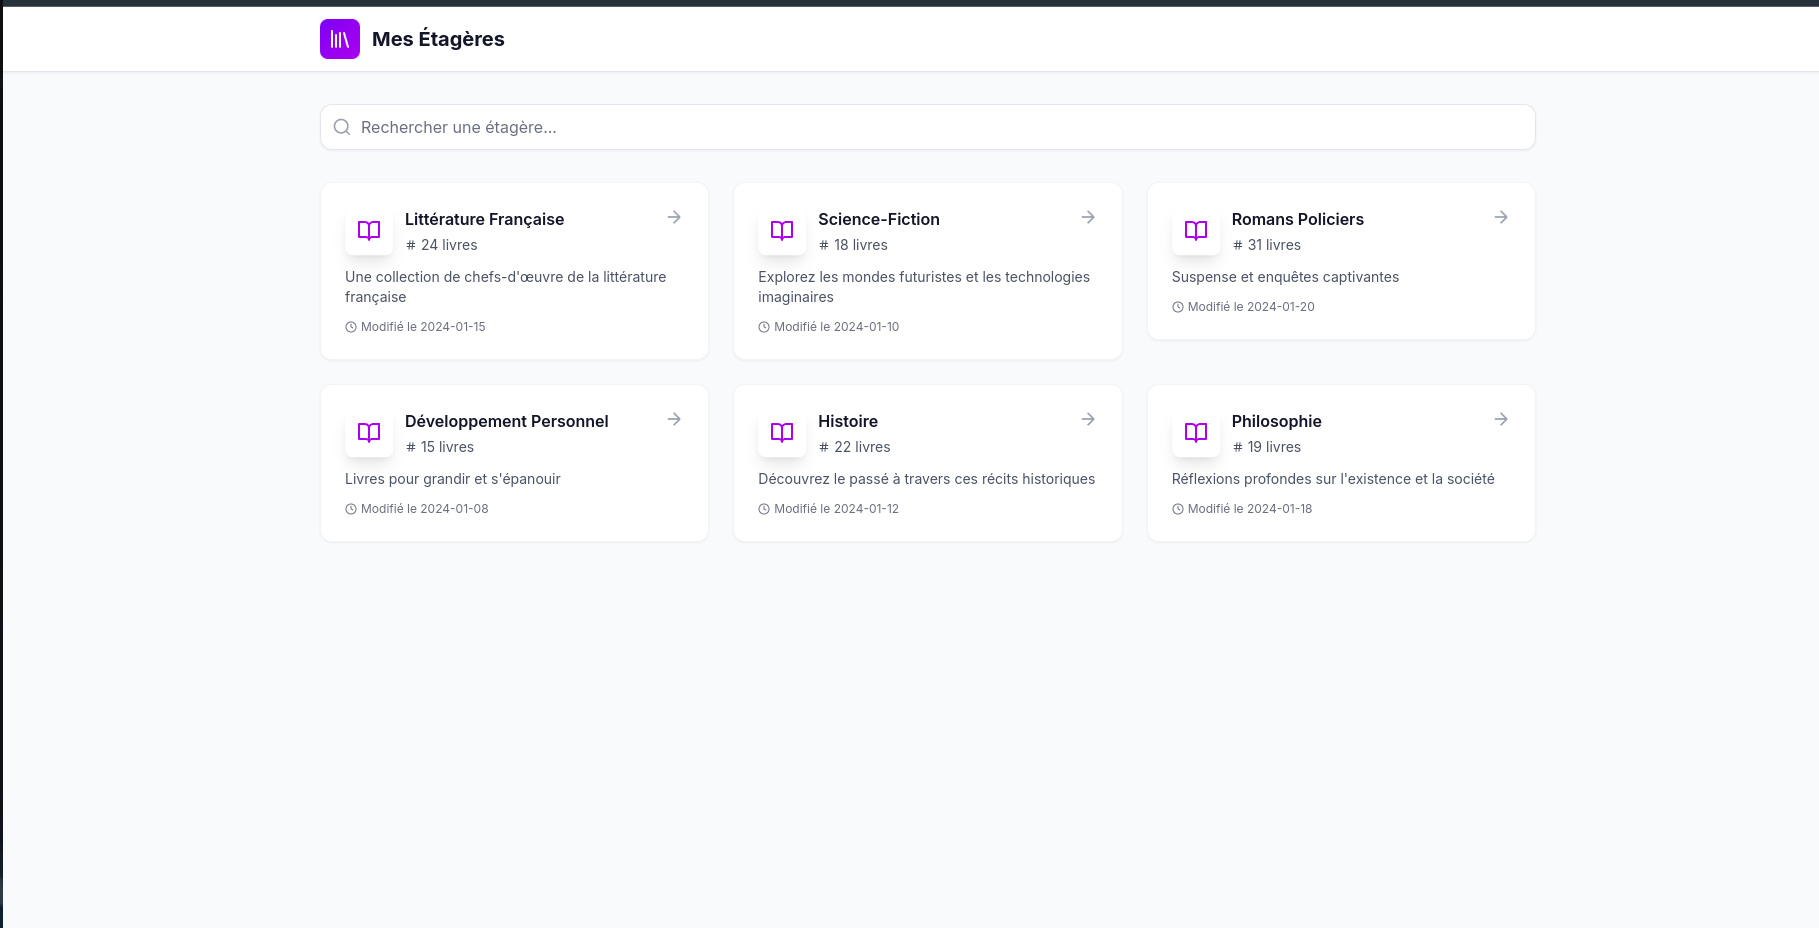 Mes Étagères
Rechercher une étagère...
Littérature Française
# 24 livres
Une collection de chefs-d'œuvre de la littérature
française
Modifié le 2024-01-15
Science-Fiction
# 18 livres
Explorez les mondes futuristes et les technologies
imaginaires
Modifié le 2024-01-10
Romans Policiers
# 31 livres
Suspense et enquêtes captivantes
Modifié le 2024-01-20
Développement Personnel
# 15 livres
Livres pour grandir et s'épanouir
Modifié le 2024-01-08
Histoire
# 22 livres
Découvrez le passé à travers ces récits historiques
Modifié le 2024-01-12
Philosophie
# 19 livres
Réflexions profondes sur l'existence et la société
Modifié le 2024-01-18